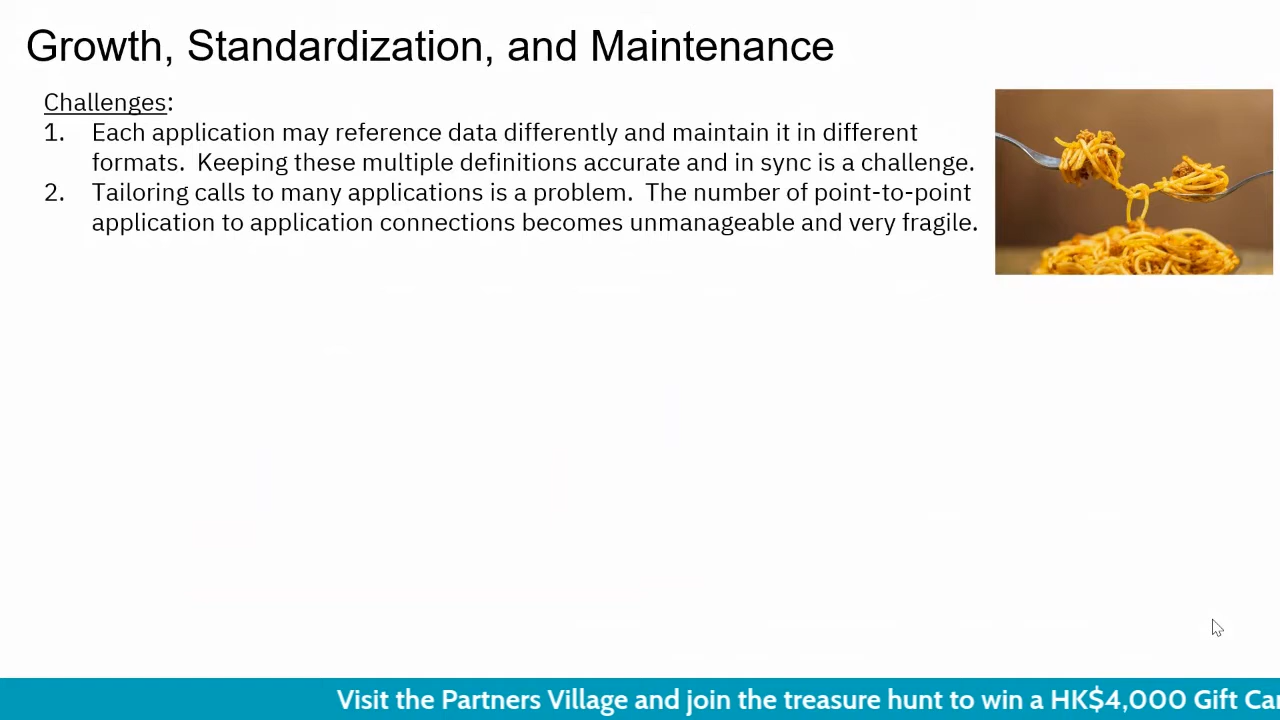 Growth, Standardization, and Maintenance
Challenges:
1. Each application may reference data differently and maintain it in different
formats.  Keeping these multiple definitions accurate and in sync is a challenge.
2. Tailoring calls to many applications is a problem.  The number of point-to-point
application to application connections becomes unmanageable and very fragile.
Visit the Partners Village and join the treasure hunt to win a HK$4,000 Gift